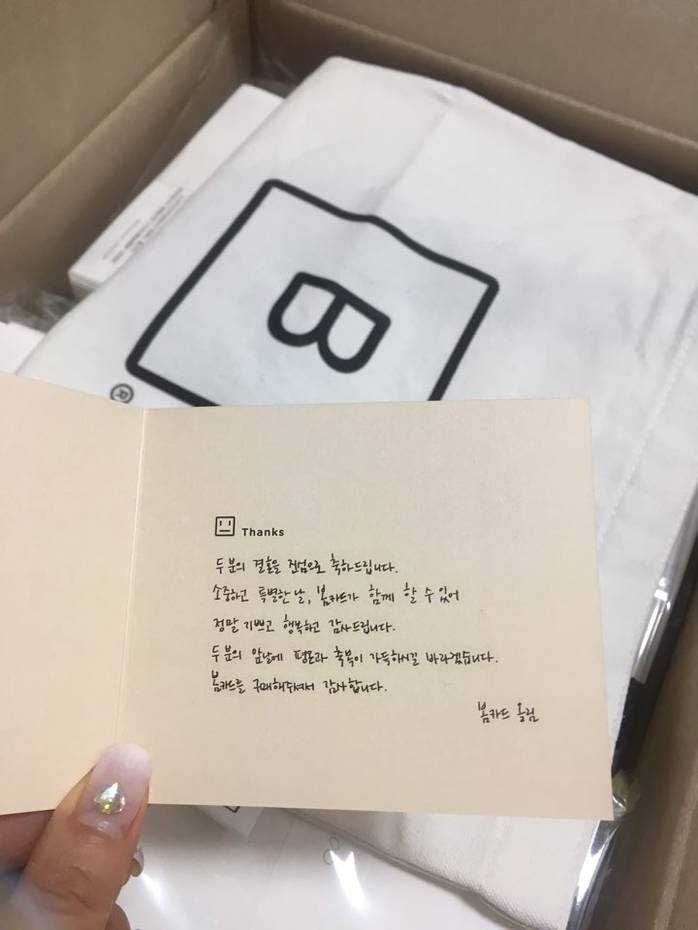 B
®
Thanks
두분의 결혼을 진심으로 축하드립니다.
소중하고 특별한 날, 봄카드가 함께 할 수 있어
정말 기쁘고 행복하고 감사드립니다.
두분의 앞날에 평온과 축복이 가득하시길 바라겠습니다.
봄카드를 구매해주셔서 감사합니다.
봄카드 올림